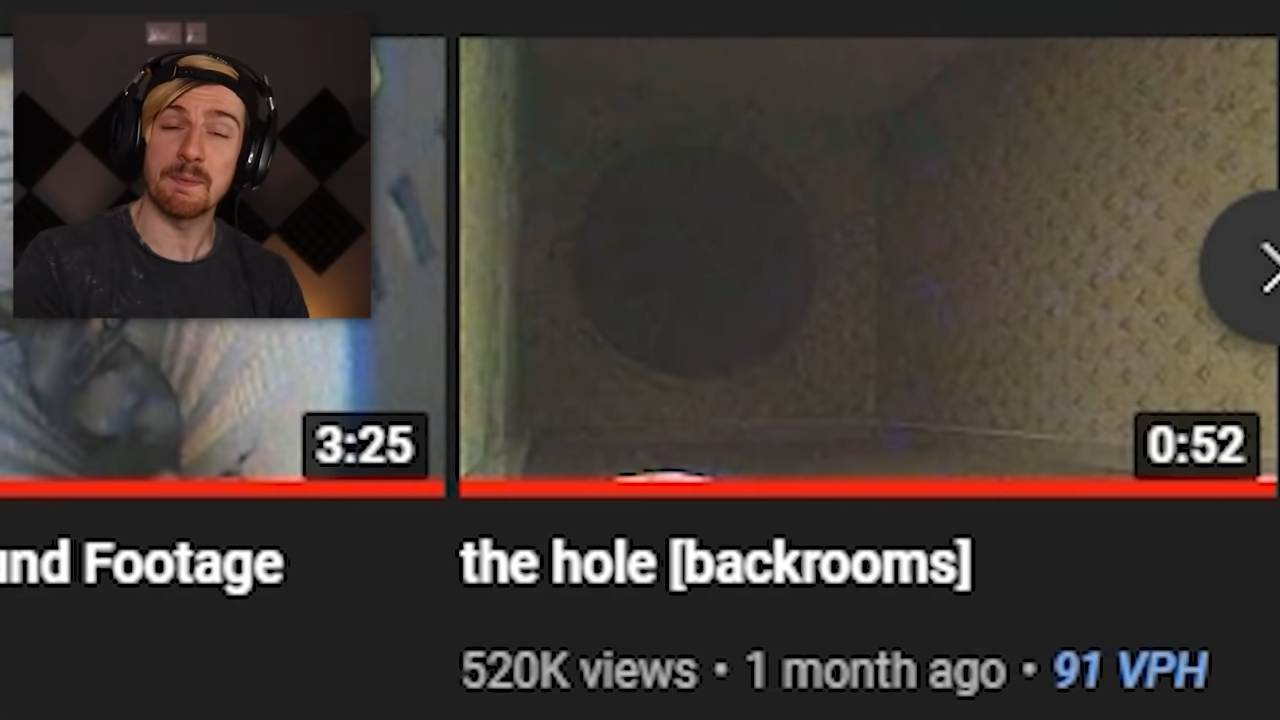 3:25
0:52
und Footage
the hole [backrooms]
520K views • 1 month ago • 91 VPH